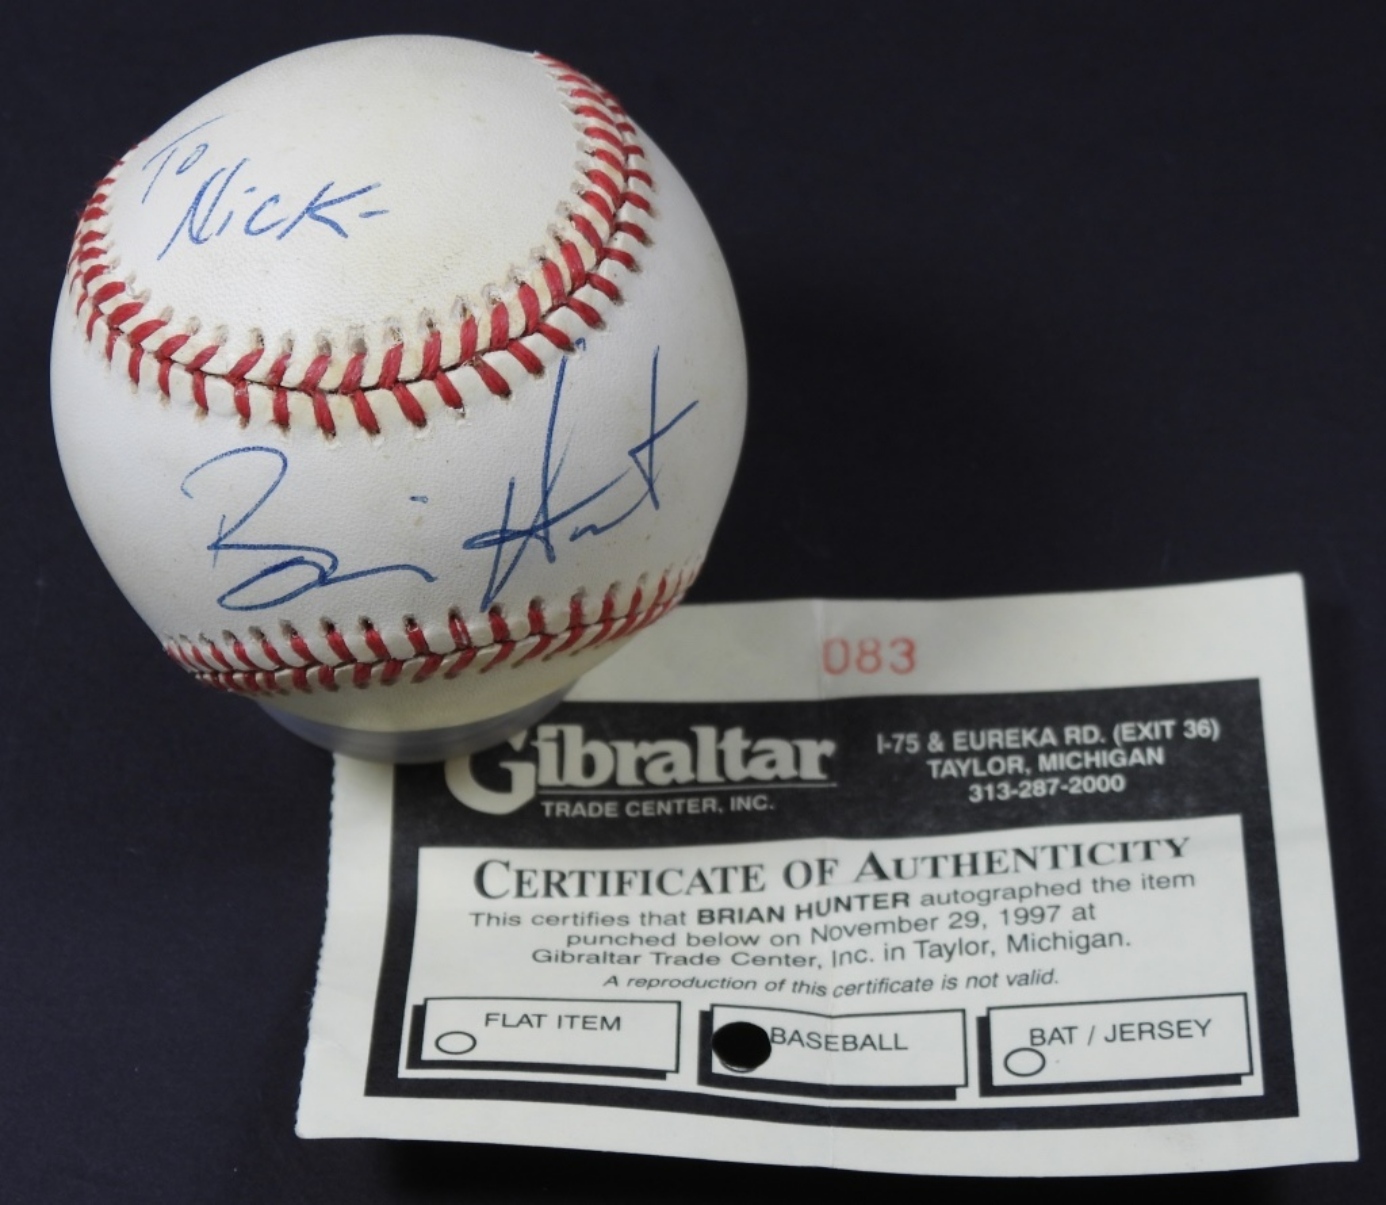 To
Nick-
Brian Hunt
083
Gibraltar
TRADE CENTER, INC.
I-75 & EUREKA RD. (EXIT 36)
TAYLOR, MICHIGAN
313-287-2000
CERTIFICATE OF AUTHENTICITY
This certifies that BRIAN HUNTER autographed the item
punched below on November 29, 1997 at
Gibraltar Trade Center, Inc. in Taylor, Michigan.
A reproduction of this certificate is not valid.
FLAT ITEM
BASEBALL
BAT / JERSEY